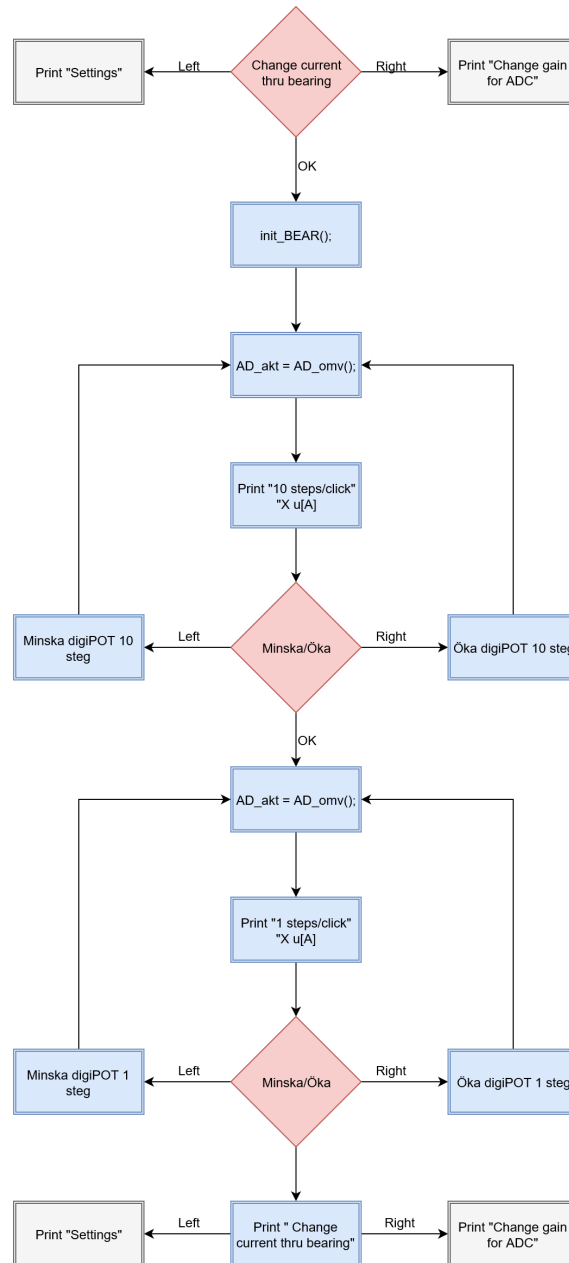 Change current
thru bearing
Left
Right
Print "Settings"
Print "Change gain
for ADC"
OK
init_BEAR();
AD_akt = AD_omv();
Print "10 steps/click"
"X u[A]
Minska digiPOT 10
steg
Left
Minska/Öka
Right
Öka digiPOT 10 steg
OK
AD_akt = AD_omv();
Print "1 steps/click"
"X u[A]
Minska digiPOT 1
steg
Left
Minska/Öka
Right
Öka digiPOT 1 steg
Print "Settings"
Left
Print " Change
current thru bearing"
Right
Print "Change gain
for ADC"